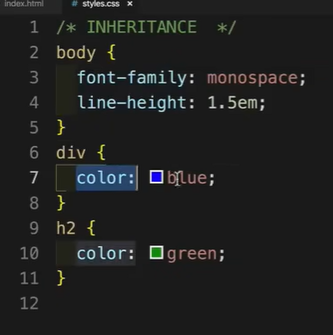 index.html # styles.css
1 /* INHERITANCE  */
2 body {
3   font-family: monospace;
4   line-height: 1.5em;
5 }
6 div {
7   color: blue;
8 }
9 h2 {
10   color: green;
11 }
12